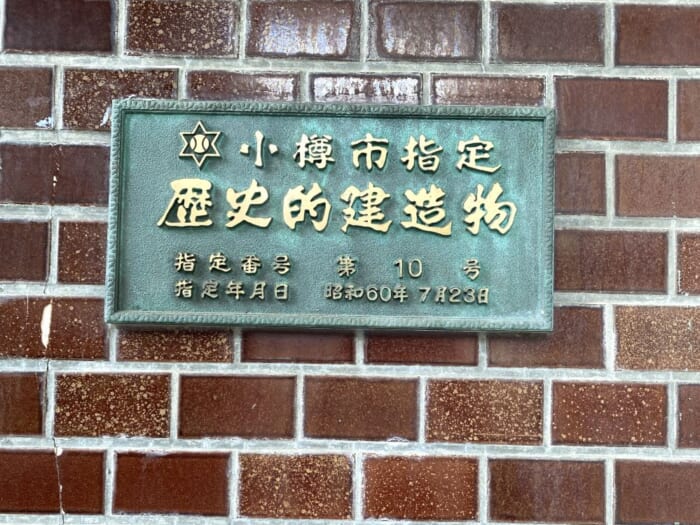 小樽市指定
歴史的建造物
指定番号 第 10 号
指定年月日 昭和60年 7月23日